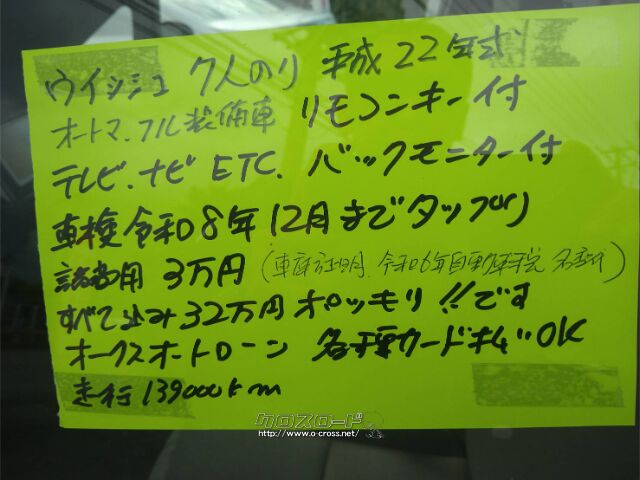 ウイッシュ 7人のり 平成22年式
オートマ.フル装備車 リモコンキー付
テレビ.ナビ ETC. バックモニター付
車検令和8年12月までタップリ
諸費用 3万円 (車庫証明.令和6年自動車税 名変付)
すべて込み32万円ポッキリ!!です
オークスオートローン 各種カード払いOK
走行139000km
クロスロード
http://www.o-cross.net/